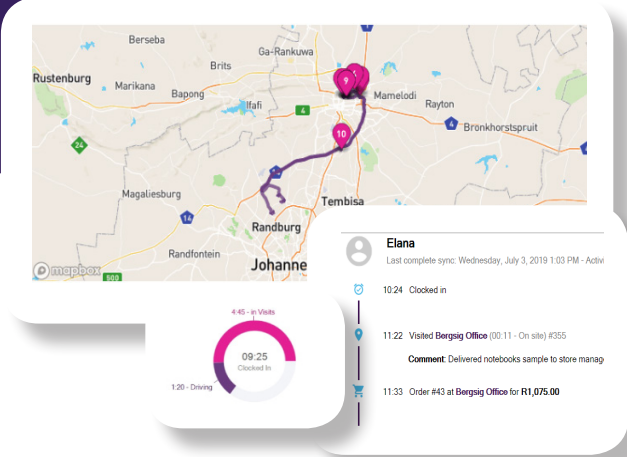 Berseba
Ga-Rankuwa
Brits
Rustenburg
Marikana
Bapong
Ifafi
Mamelodi
Rayton
9
4
4
Bronkhorstspruit
10
24
Magaliesburg
Tembisa
14
Randburg
Randfontein
Johanne
mapbox
Elana
Last complete sync: Wednesday, July 3, 2019 1:03 PM - Activi
10:24 Clocked in
11:22 Visited Bergsig Office (00:11 - On site) #355
Comment: Delivered notebooks sample to store manag
11:33 Order #43 at Bergsig Office for R1,075.00
4:45 - in Visits
09:25
Clocked In
1:20 - Driving